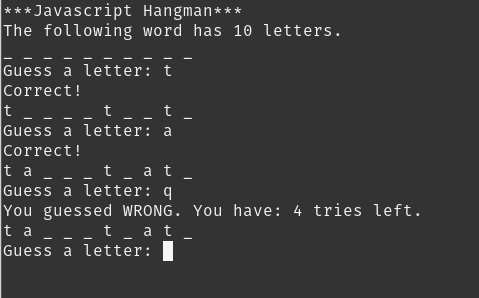 ***Javascript Hangman***
The following word has 10 letters.
_ _ _ _ _ _ _ _ _ _
Guess a letter: t
Correct!
t _ _ _ _ t _ _ t _
Guess a letter: a
Correct!
t a _ _ _ t _ a t _
Guess a letter: q
You guessed WRONG. You have: 4 tries left.
t a _ _ _ t _ a t _
Guess a letter: